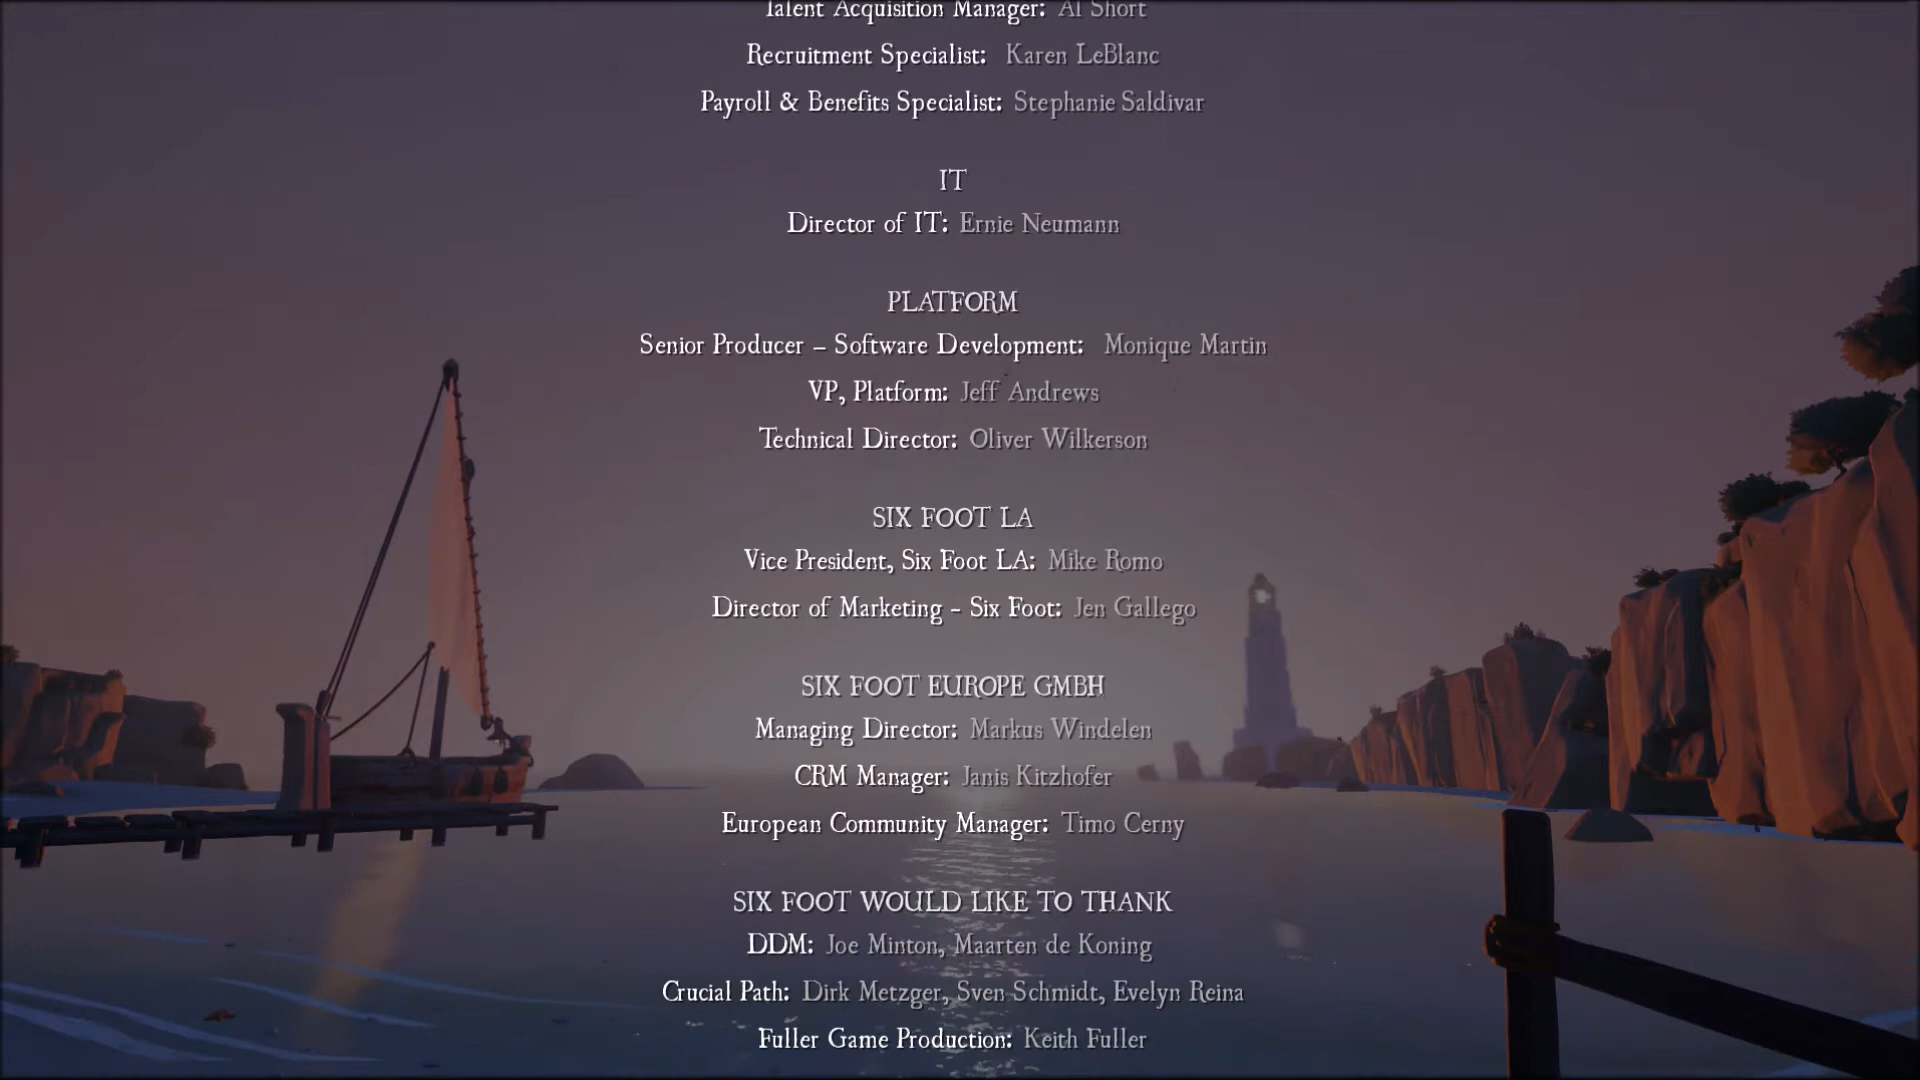 Talent Acquisition Manager: Al Short
Recruitment Specialist: Karen LeBlanc
Payroll & Benefits Specialist: Stephanie Saldivar
IT
Director of IT: Ernie Neumann
PLATFORM
Senior Producer – Software Development: Monique Martin
VP, Platform: Jeff Andrews
Technical Director: Oliver Wilkerson
SIX FOOT LA
Vice President, Six Foot LA: Mike Romo
Director of Marketing - Six Foot: Jen Gallego
SIX FOOT EUROPE GMBH
Managing Director: Markus Windelen
CRM Manager: Janis Kitzhofer
European Community Manager: Timo Cerny
SIX FOOT WOULD LIKE TO THANK
DDM: Joe Minton, Maarten de Koning
Crucial Path: Dirk Metzger, Sven Schmidt, Evelyn Reina
Fuller Game Production: Keith Fuller